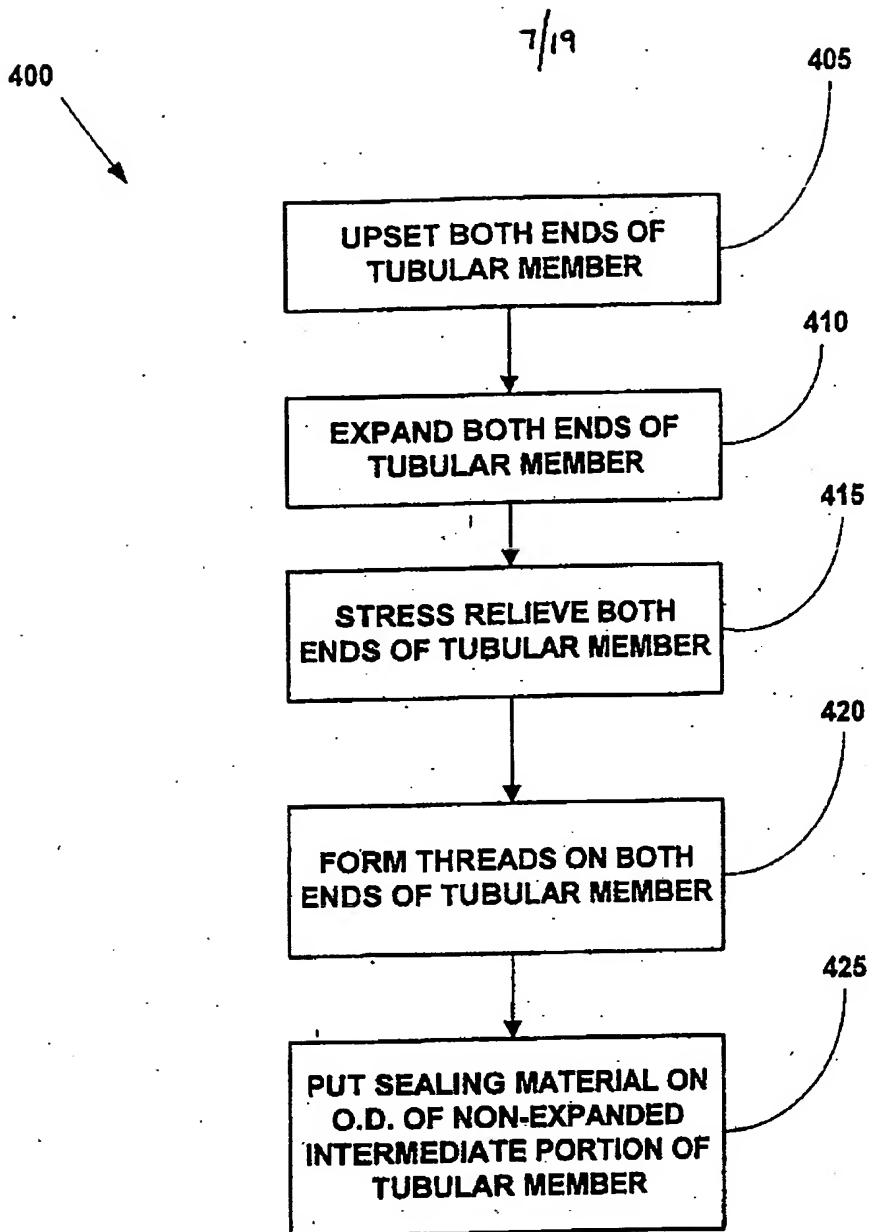 7/19
400
405
UPSET BOTH ENDS OF
TUBULAR MEMBER
410
EXPAND BOTH ENDS OF
TUBULAR MEMBER
415
STRESS RELIEVE BOTH
ENDS OF TUBULAR MEMBER
420
FORM THREADS ON BOTH
ENDS OF TUBULAR MEMBER
425
PUT SEALING MATERIAL ON
O.D. OF NON-EXPANDED
INTERMEDIATE PORTION OF
TUBULAR MEMBER